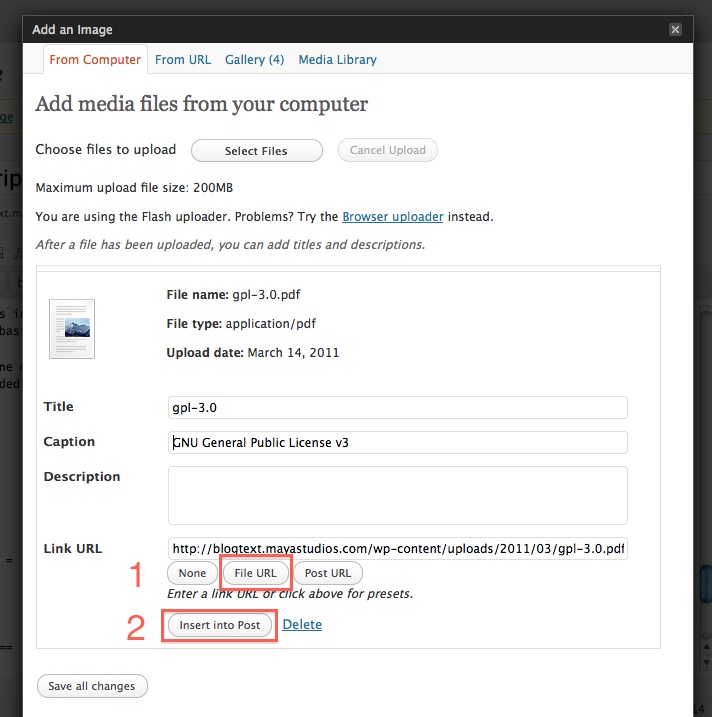 Add an Image
From Computer From URL Gallery (4) Media Library
Add media files from your computer
Choose files to upload Select Files Cancel Upload
Maximum upload file size: 200MB
You are using the Flash uploader. Problems? Try the Browser uploader instead.
After a file has been uploaded, you can add titles and descriptions.
File name: gpl-3.0.pdf
File type: application/pdf
Upload date: March 14, 2011
Title gpl-3.0
Caption GNU General Public License v3
Description
Link URL http://blogtext.mayastudios.com/wp-content/uploads/2011/03/gpl-3.0.pdf
1 None File URL Post URL
Enter a link URL or click above for presets.
2 Insert into Post Delete
Save all changes